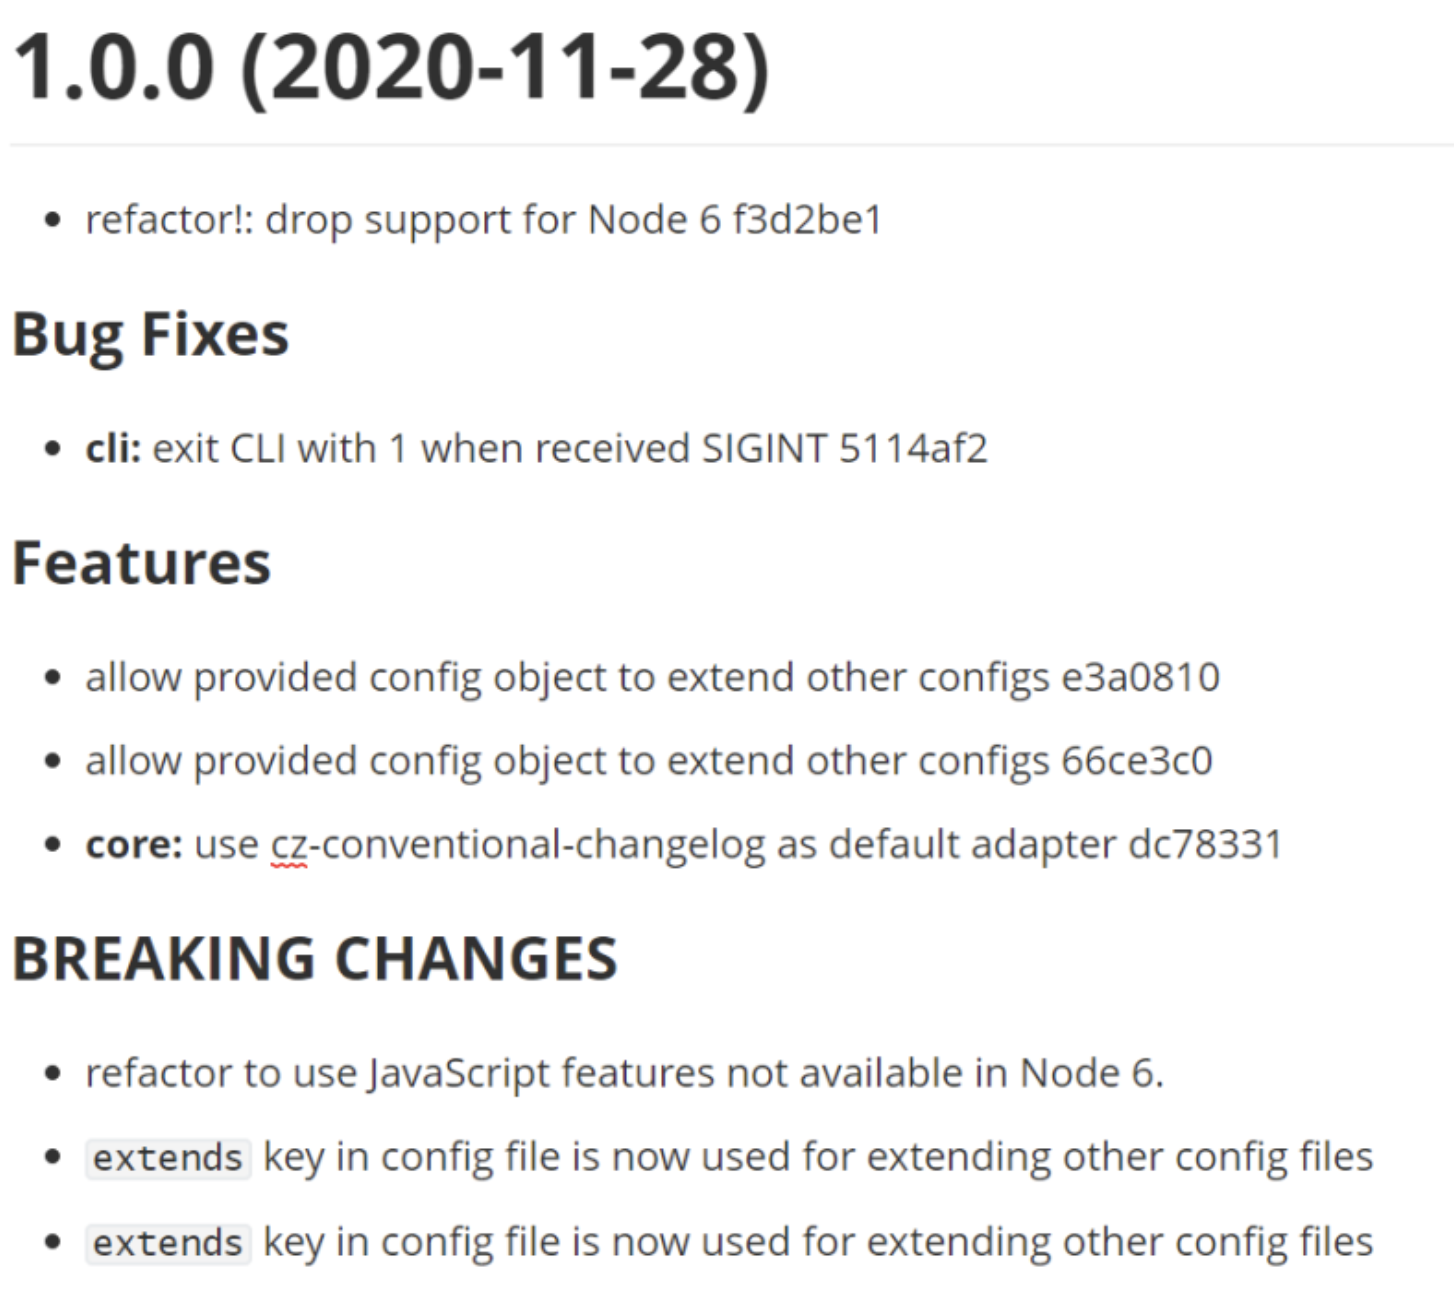 1.0.0 (2020-11-28)
refactor!: drop support for Node 6 f3d2be1
Bug Fixes
cli: exit CLI with 1 when received SIGINT 5114af2
Features
allow provided config object to extend other configs e3a0810
allow provided config object to extend other configs 66ce3c0
core: use cz-conventional-changelog as default adapter dc78331
BREAKING CHANGES
refactor to use JavaScript features not available in Node 6.
extends key in config file is now used for extending other config files
extends key in config file is now used for extending other config files